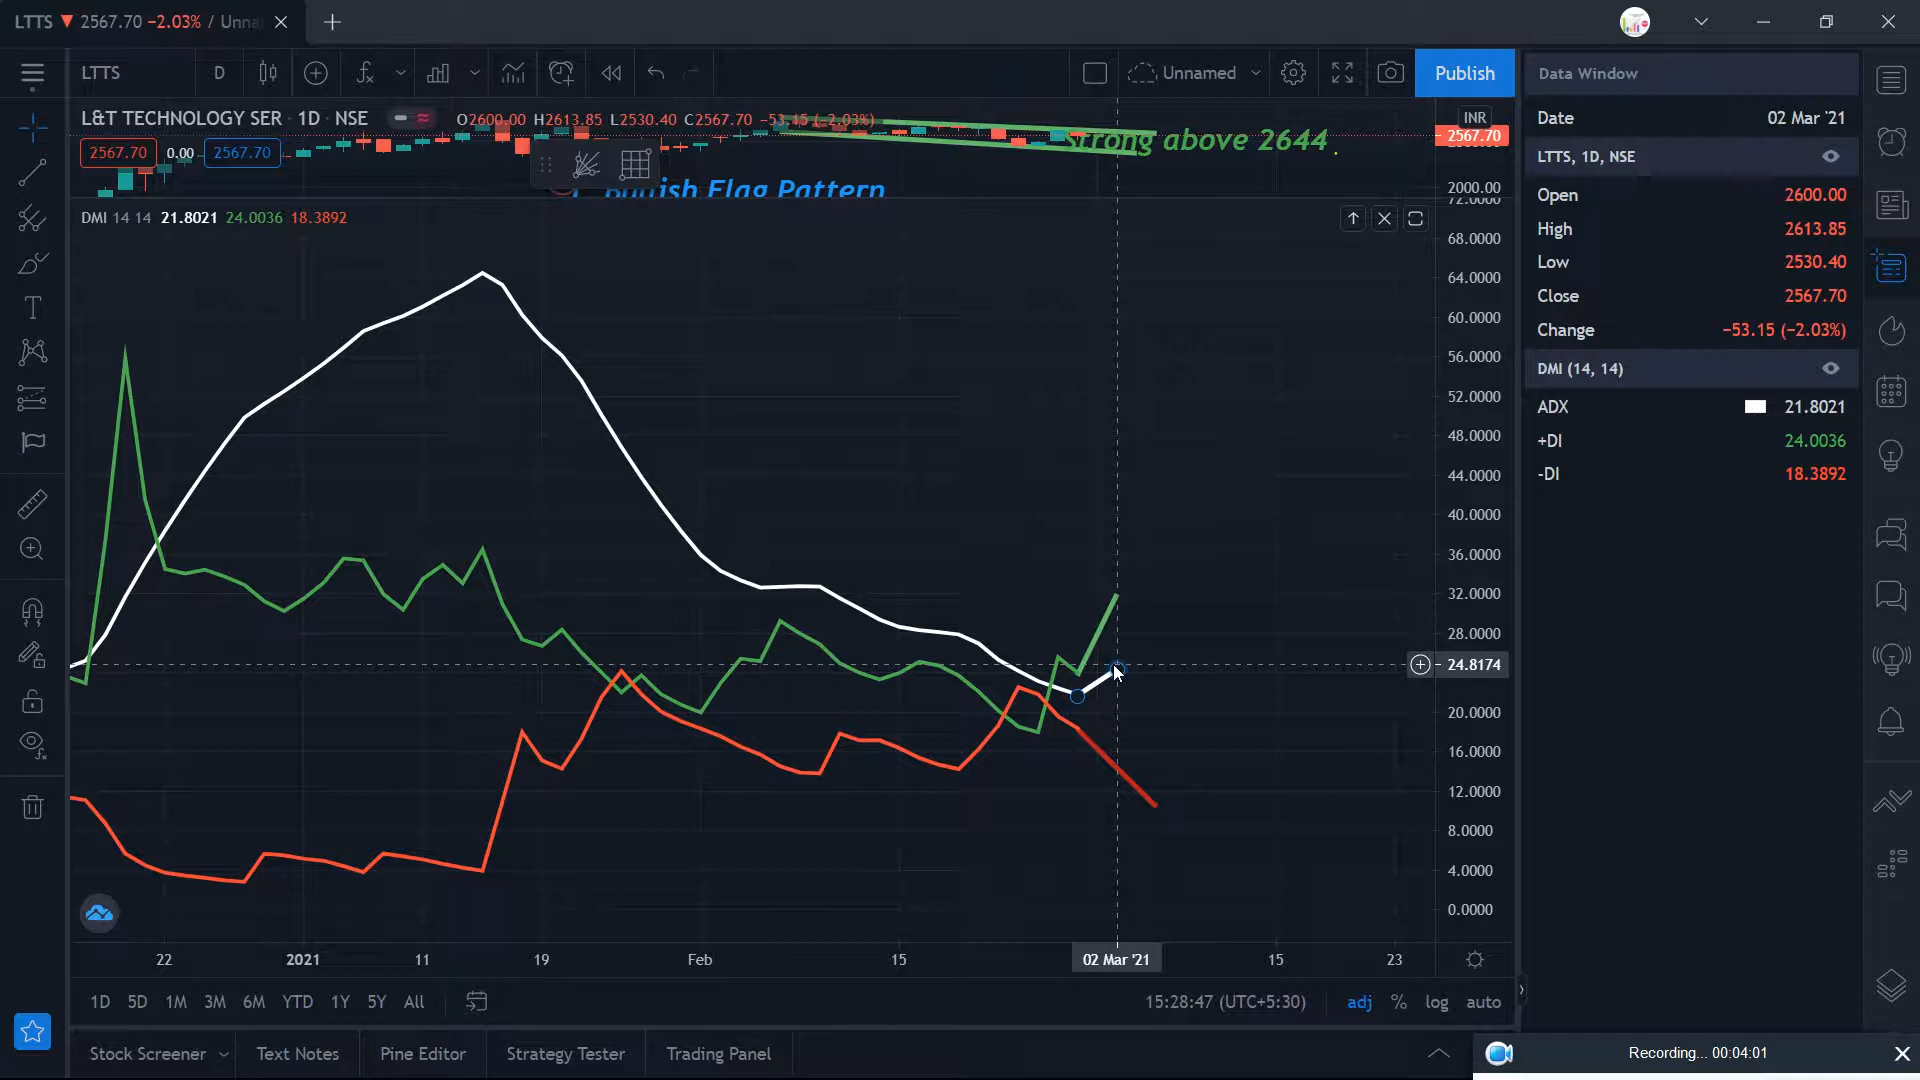 LTTS ▼ 2567.70 −2.03% / Unna
LTTS D Unnamed Publish
L&T TECHNOLOGY SER · 1D · NSE O2600.00 H2613.85 L2530.40 C2567.70 −53.15 (−2.03%)
2567.70 0.00 2567.70
strong above 2644 .
Bullish Flag Pattern
INR
2567.70
2000.00
DMI 14 14 21.8021 24.0036 18.3892
72.0000
68.0000
64.0000
60.0000
56.0000
52.0000
48.0000
44.0000
40.0000
36.0000
32.0000
28.0000
24.8174
20.0000
16.0000
12.0000
8.0000
4.0000
0.0000
22 2021 11 19 Feb 15 02 Mar '21 15 23
1D 5D 1M 3M 6M YTD 1Y 5Y All 15:28:47 (UTC+5:30) adj % log auto
Stock Screener Text Notes Pine Editor Strategy Tester Trading Panel
Data Window
Date 02 Mar '21
LTTS, 1D, NSE
Open 2600.00
High 2613.85
Low 2530.40
Close 2567.70
Change −53.15 (−2.03%)
DMI (14, 14)
ADX 21.8021
+DI 24.0036
-DI 18.3892
Recording... 00:04:01